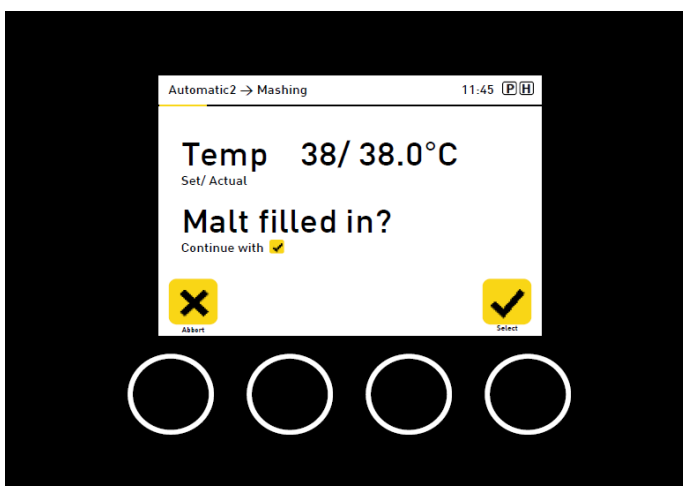 Automatic2 → Mashing 11:45 P H
Temp 38/ 38.0°C
Set/ Actual
Malt filled in?
Continue with ✓
Abbort Select